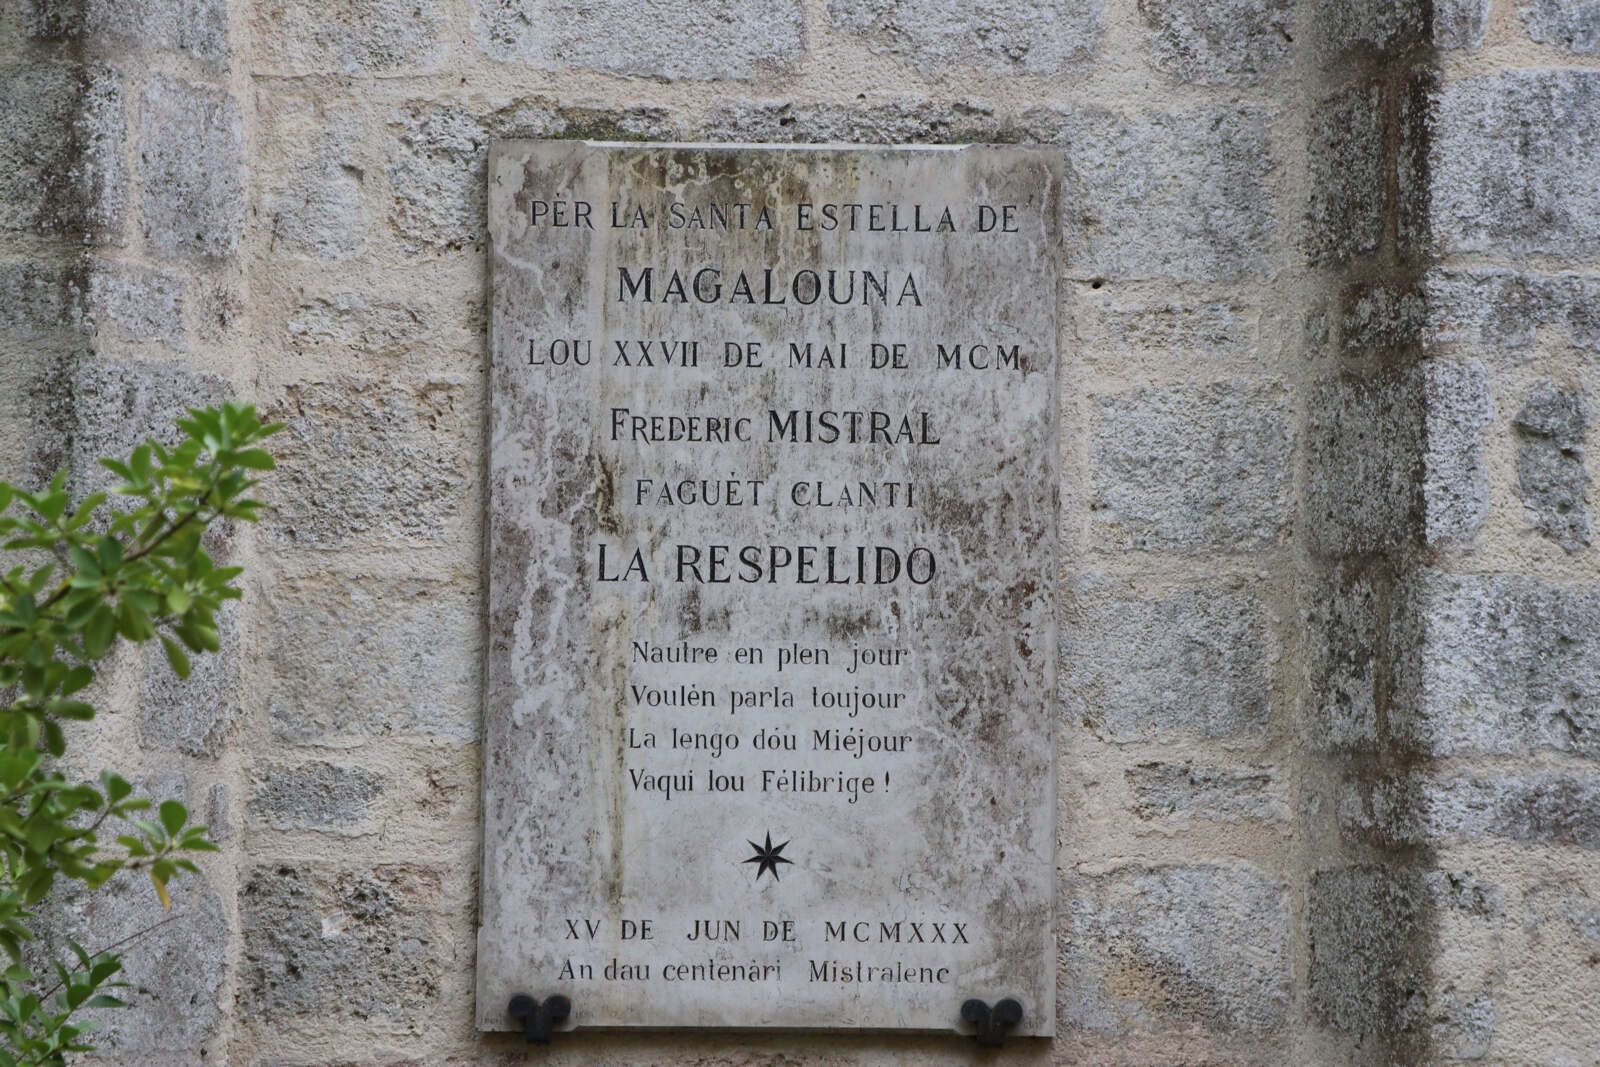 PÈR LA SANTA ESTELLA DE
MAGALOUNA
LOU XXVII DE MAI DE MCM
FREDERIC MISTRAL
FAGUÈT CLANTI
LA RESPELIDO
Nautre en plen jour
Voulèn parla toujour
La lengo dóu Miéjour
Vaqui lou Félibrige !
XV DE JUN DE MCMXXX
An dau centenàri Mistralenc